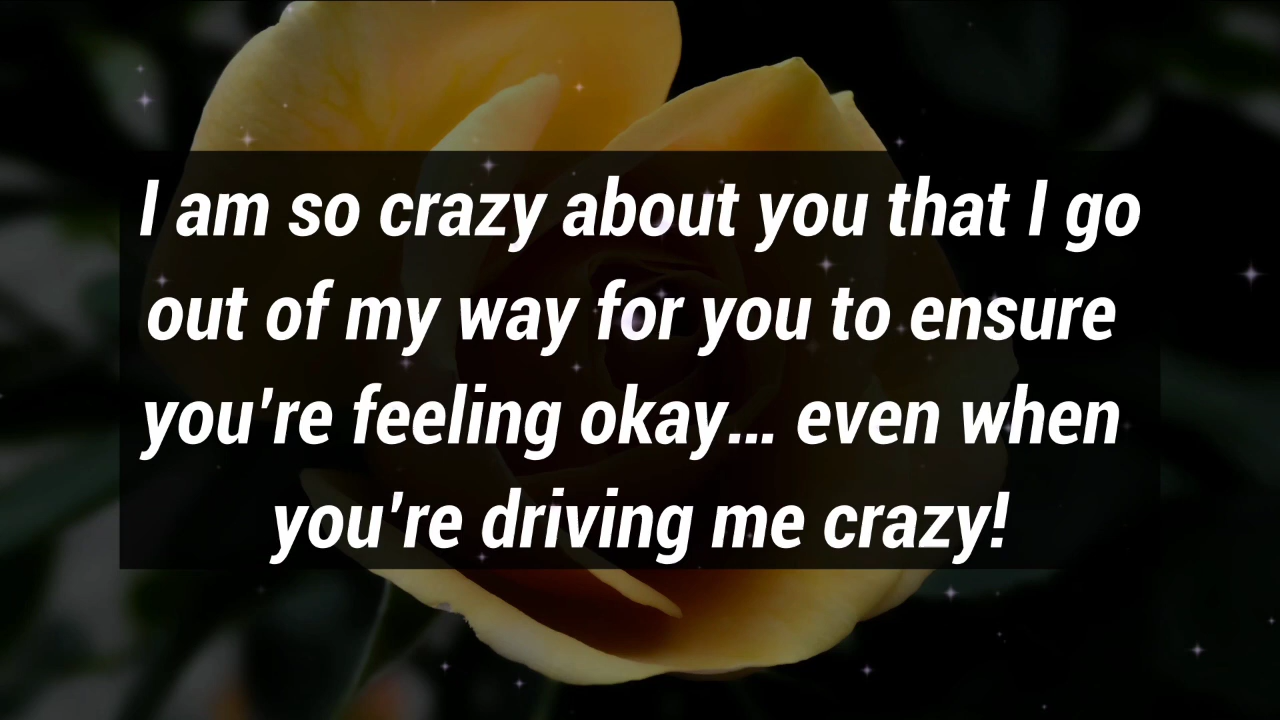 I am so crazy about you that I go
out of my way for you to ensure
you're feeling okay... even when
you're driving me crazy!